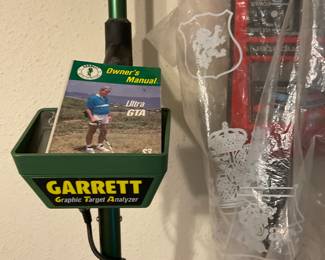 Owner's
Manual
Ultra
GTA
GARRETT
Graphic Target Analyzer